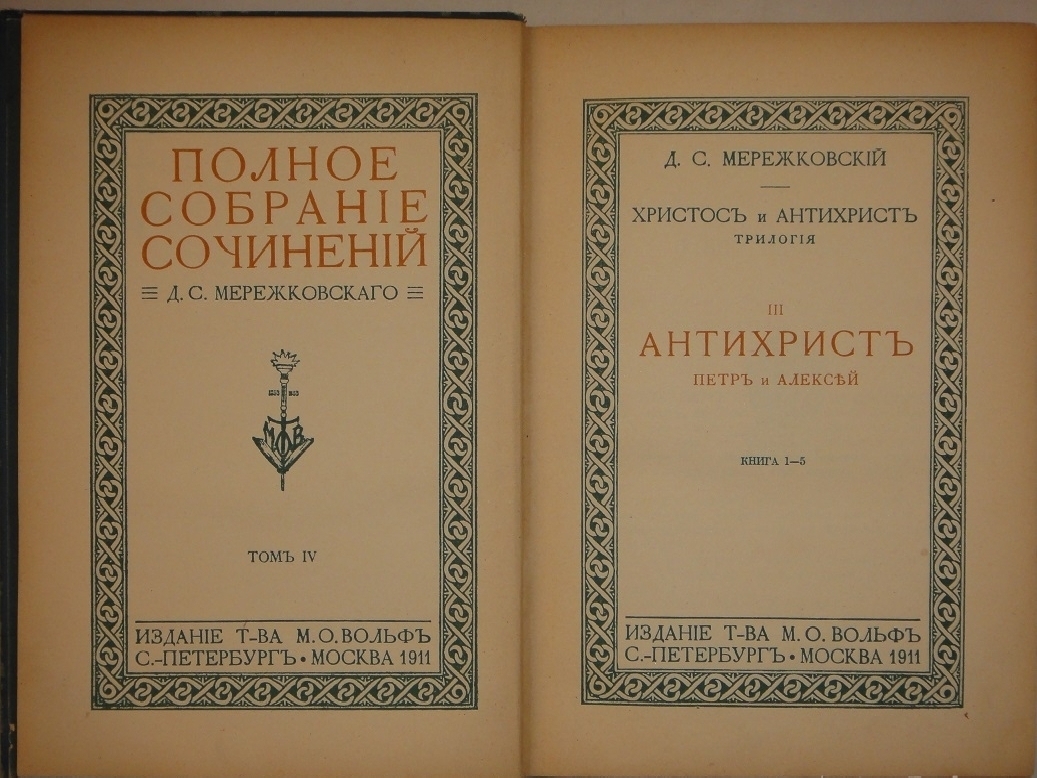 ПОЛНОЕ
СОБРАНІЕ
СОЧИНЕНІЙ
Д. С. МЕРЕЖКОВСКАГО
МФВ
ТОМЪ IV
ИЗДАНІЕ Т-ВА М. О. ВОЛЬФЪ
С.-ПЕТЕРБУРГЪ • МОСКВА 1911
Д. С. МЕРЕЖКОВСКІЙ
ХРИСТОСЪ и АНТИХРИСТЪ
ТРИЛОГІЯ
III
АНТИХРИСТЪ
ПЕТРЪ и АЛЕКСѢЙ
КНИГА 1—5
ИЗДАНІЕ Т-ВА М. О. ВОЛЬФЪ
С.-ПЕТЕРБУРГЪ • МОСКВА 1911